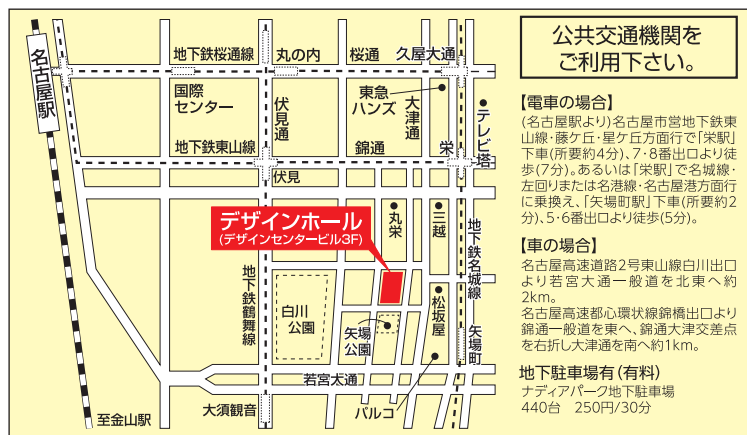 名古屋駅
地下鉄桜通線
丸の内
桜通
久屋大通
国際
センター
伏見通
東急
ハンズ
大津通
テレビ塔
地下鉄東山線
錦通
栄
伏見
デザインホール
(デザインセンタービル3F)
丸栄
三越
地下鉄名城線
地下鉄鶴舞線
白川
公園
矢場
公園
松坂屋
矢場町
若宮大通
大須観音
パルコ
至金山駅
公共交通機関を
ご利用下さい。
【電車の場合】
(名古屋駅より)名古屋市営地下鉄東
山線・藤ケ丘・星ケ丘方面行で「栄駅」
下車(所要約4分)、7・8番出口より徒
歩(7分)。あるいは「栄駅」で名城線・
左回りまたは名港線・名古屋港方面行
に乗換え、「矢場町駅」下車(所要約2
分)、5・6番出口より徒歩(5分)。
【車の場合】
名古屋高速道路2号東山線白川出口
より若宮大通一般道を北東へ約
2km。
名古屋高速都心環状線錦橋出口より
錦通一般道を東へ、錦通大津交差点
を右折し大津通を南へ約1km。
地下駐車場有(有料)
ナディアパーク地下駐車場
440台 250円/30分